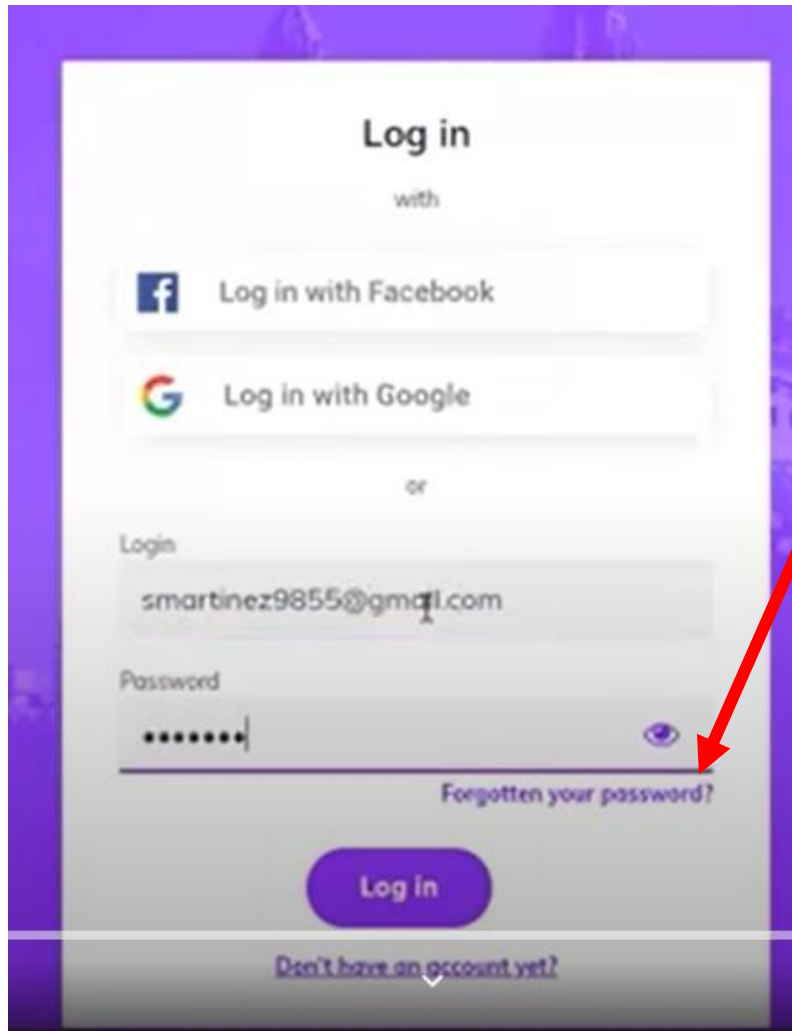 Log in
with
Log in with Facebook
Log in with Google
or
Login
smartinez9855@gmail.com
Password
•••••••
Forgotten your password?
Log in
Don't have an account yet?